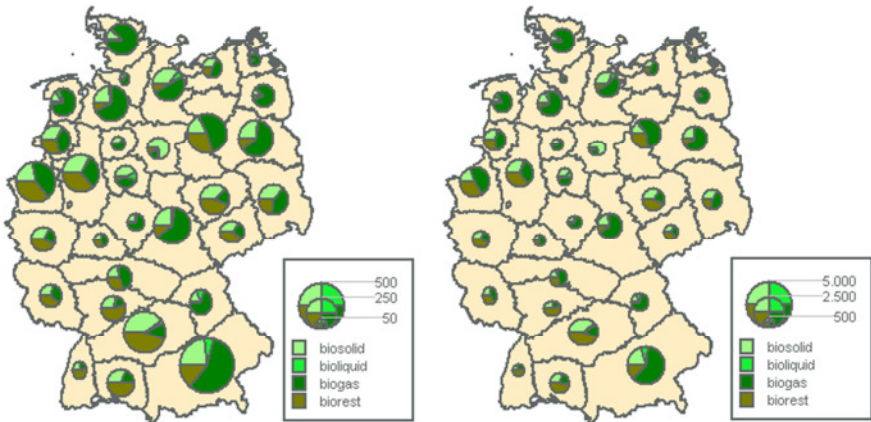 500
250
50
biosolid
bioliquid
biogas
biorest
5.000
2.500
500
biosolid
bioliquid
biogas
biorest